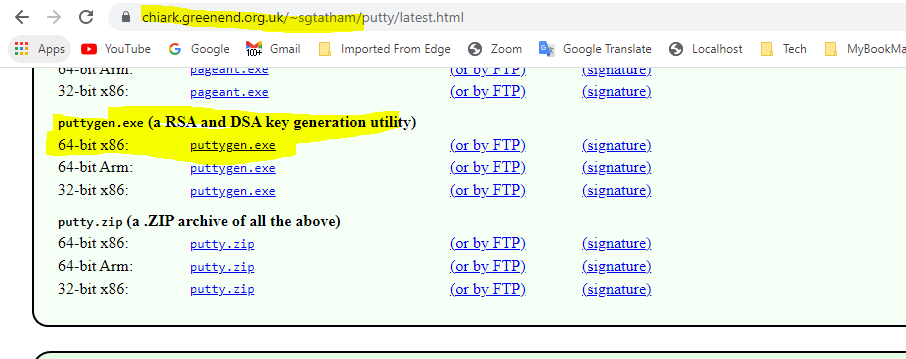 chiark.greenend.org.uk/~sgtatham/putty/latest.html
Apps YouTube Google Gmail Imported From Edge Zoom Google Translate Localhost Tech MyBookMa
64-bit Arm: pageant.exe (or by FTP) (signature)
32-bit x86: pageant.exe (or by FTP) (signature)
puttygen.exe (a RSA and DSA key generation utility)
64-bit x86: puttygen.exe (or by FTP) (signature)
64-bit Arm: puttygen.exe (or by FTP) (signature)
32-bit x86: puttygen.exe (or by FTP) (signature)
putty.zip (a .ZIP archive of all the above)
64-bit x86: putty.zip (or by FTP) (signature)
64-bit Arm: putty.zip (or by FTP) (signature)
32-bit x86: putty.zip (or by FTP) (signature)